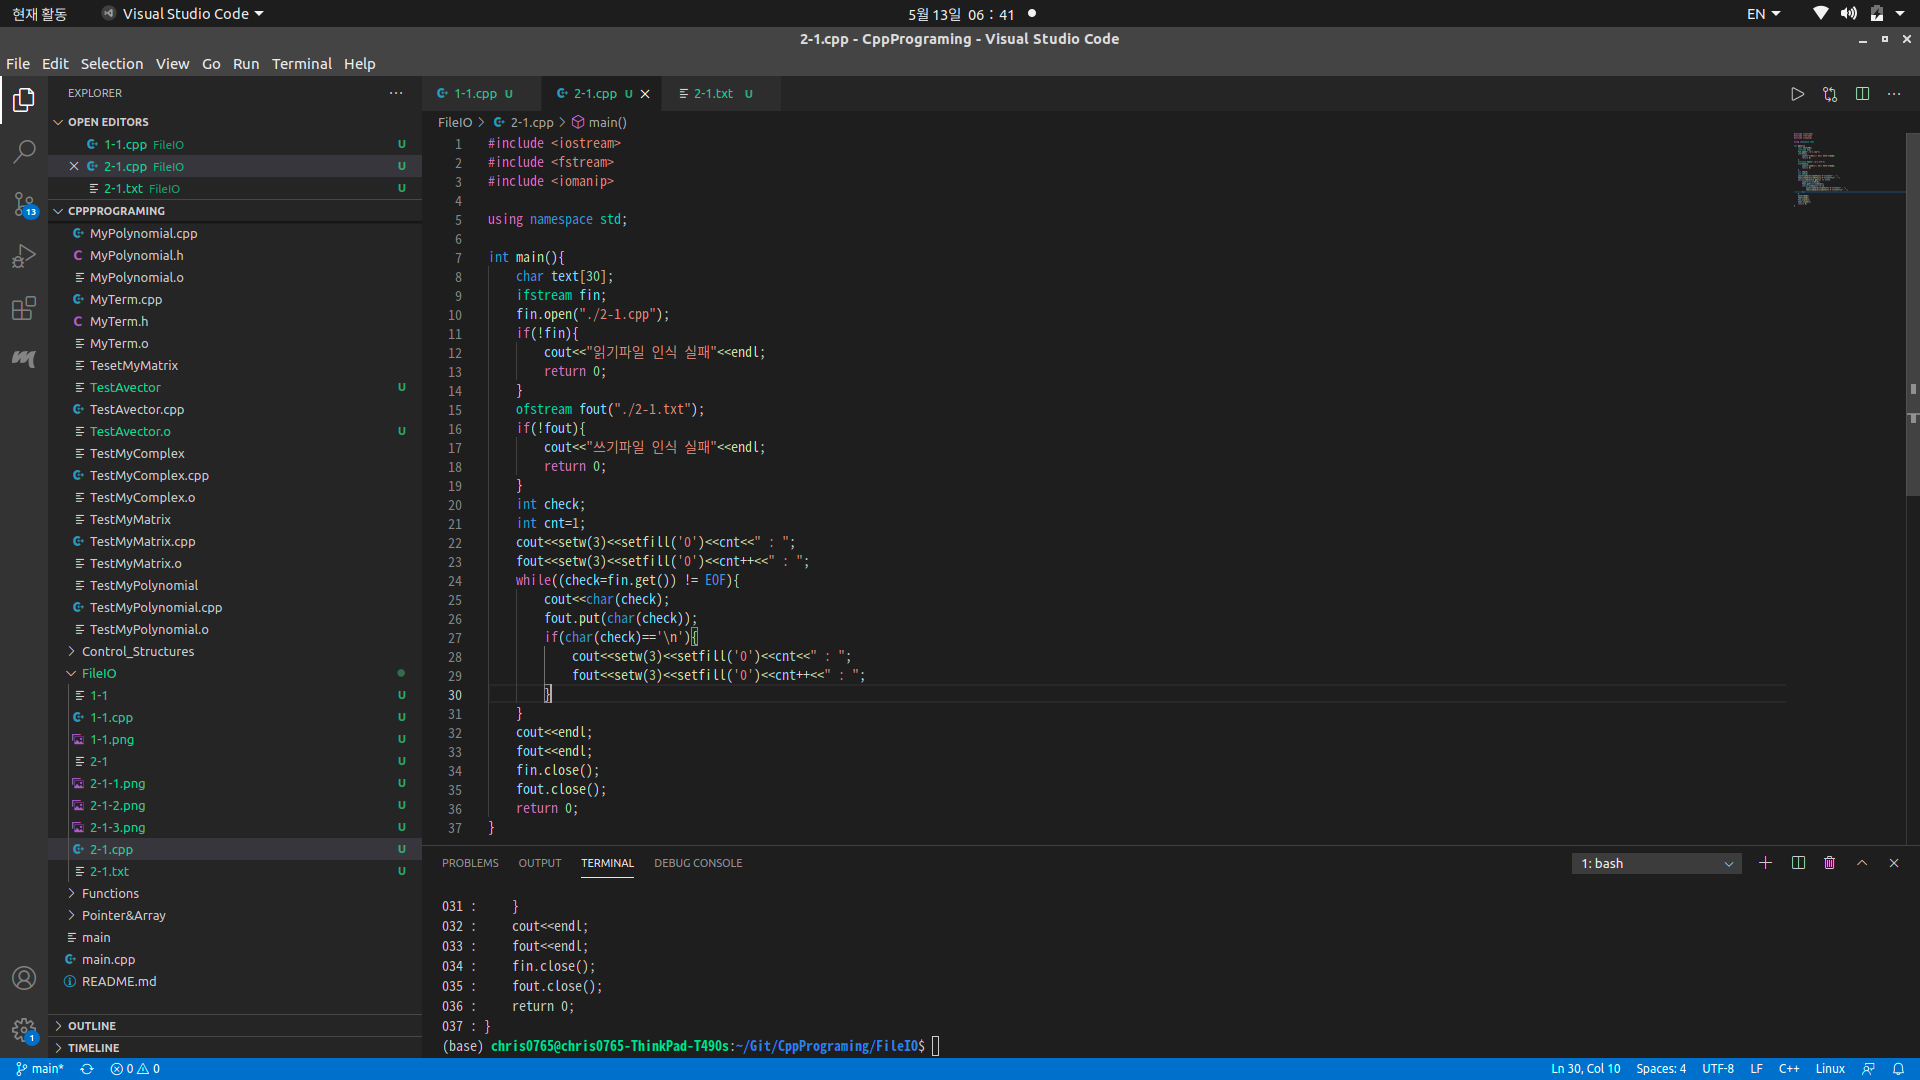 현재 활동 Visual Studio Code 5월 13일 06 : 41 EN
2-1.cpp - CppPrograming - Visual Studio Code
File Edit Selection View Go Run Terminal Help
EXPLORER
OPEN EDITORS
1-1.cpp FileIO U
2-1.cpp FileIO U
2-1.txt FileIO U
CPPPROGRAMING
MyPolynomial.cpp
MyPolynomial.h
MyPolynomial.o
MyTerm.cpp
MyTerm.h
MyTerm.o
TesetMyMatrix
TestAvector U
TestAvector.cpp
TestAvector.o U
TestMyComplex
TestMyComplex.cpp
TestMyComplex.o
TestMyMatrix
TestMyMatrix.cpp
TestMyMatrix.o
TestMyPolynomial
TestMyPolynomial.cpp
TestMyPolynomial.o
Control_Structures
FileIO
1-1 U
1-1.cpp U
1-1.png U
2-1 U
2-1-1.png U
2-1-2.png U
2-1-3.png U
2-1.cpp U
2-1.txt U
Functions
Pointer&Array
main
main.cpp
README.md
OUTLINE
TIMELINE
13
1
1-1.cpp U 2-1.cpp U 2-1.txt U
FileIO > 2-1.cpp > main()
1 #include <iostream>
2 #include <fstream>
3 #include <iomanip>
4
5 using namespace std;
6
7 int main(){
8     char text[30];
9     ifstream fin;
10     fin.open("./2-1.cpp");
11     if(!fin){
12         cout<<"읽기파일 인식 실패"<<endl;
13         return 0;
14     }
15     ofstream fout("./2-1.txt");
16     if(!fout){
17         cout<<"쓰기파일 인식 실패"<<endl;
18         return 0;
19     }
20     int check;
21     int cnt=1;
22     cout<<setw(3)<<setfill('0')<<cnt<<" : ";
23     fout<<setw(3)<<setfill('0')<<cnt++<<" : ";
24     while((check=fin.get()) != EOF){
25         cout<<char(check);
26         fout.put(char(check));
27         if(char(check)=='\n'){
28             cout<<setw(3)<<setfill('0')<<cnt<<" : ";
29             fout<<setw(3)<<setfill('0')<<cnt++<<" : ";
30         }
31     }
32     cout<<endl;
33     fout<<endl;
34     fin.close();
35     fout.close();
36     return 0;
37 }
PROBLEMS OUTPUT TERMINAL DEBUG CONSOLE 1: bash
031 :     }
032 :     cout<<endl;
033 :     fout<<endl;
034 :     fin.close();
035 :     fout.close();
036 :     return 0;
037 : }
(base) chris0765@chris0765-ThinkPad-T490s:~/Git/CppPrograming/FileIO$
main* 0 0 Ln 30, Col 10 Spaces: 4 UTF-8 LF C++ Linux